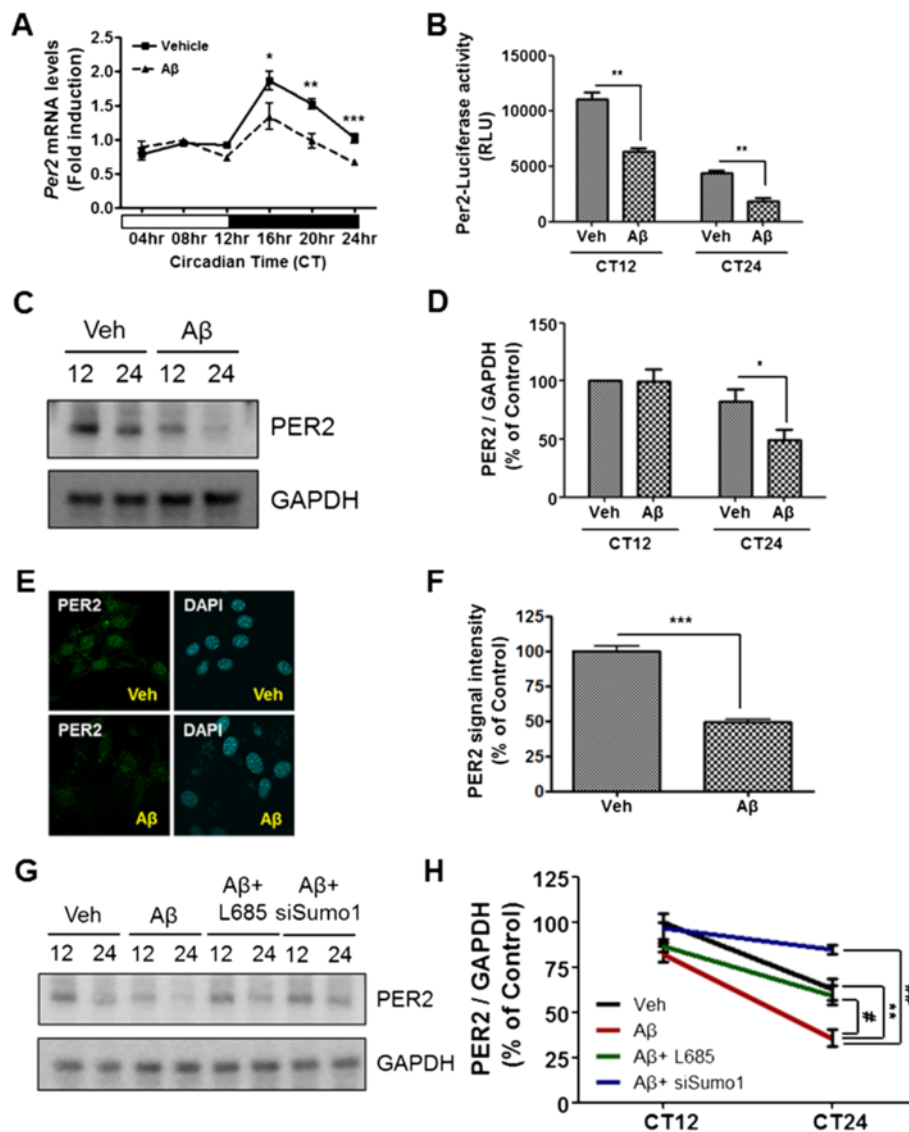 A
Per2 mRNA levels
(Fold induction)
2.5
2.0
1.5
1.0
0.5
0.0
Vehicle
Aβ
*
**
***
04hr 08hr 12hr 16hr 20hr 24hr
Circadian Time (CT)
B
Per2-Luciferase activity
(RLU)
15000
10000
5000
0
**
**
Veh Aβ Veh Aβ
CT12 CT24
C
Veh Aβ
12 24 12 24
PER2
GAPDH
D
PER2 / GAPDH
(% of Control)
150
100
50
0
*
Veh Aβ Veh Aβ
CT12 CT24
E
PER2 DAPI
Veh Veh
PER2 DAPI
Aβ Aβ
F
PER2 signal intensity
(% of Control)
125
100
75
50
25
0
***
Veh Aβ
G
Aβ+ Aβ+
Veh Aβ L685 siSumo1
12 24 12 24 12 24 12 24
PER2
GAPDH
H
PER2 / GAPDH
(% of Control)
125
100
75
50
25
0
Veh
Aβ
Aβ+ L685
Aβ+ siSumo1
#
**
CT12 CT24